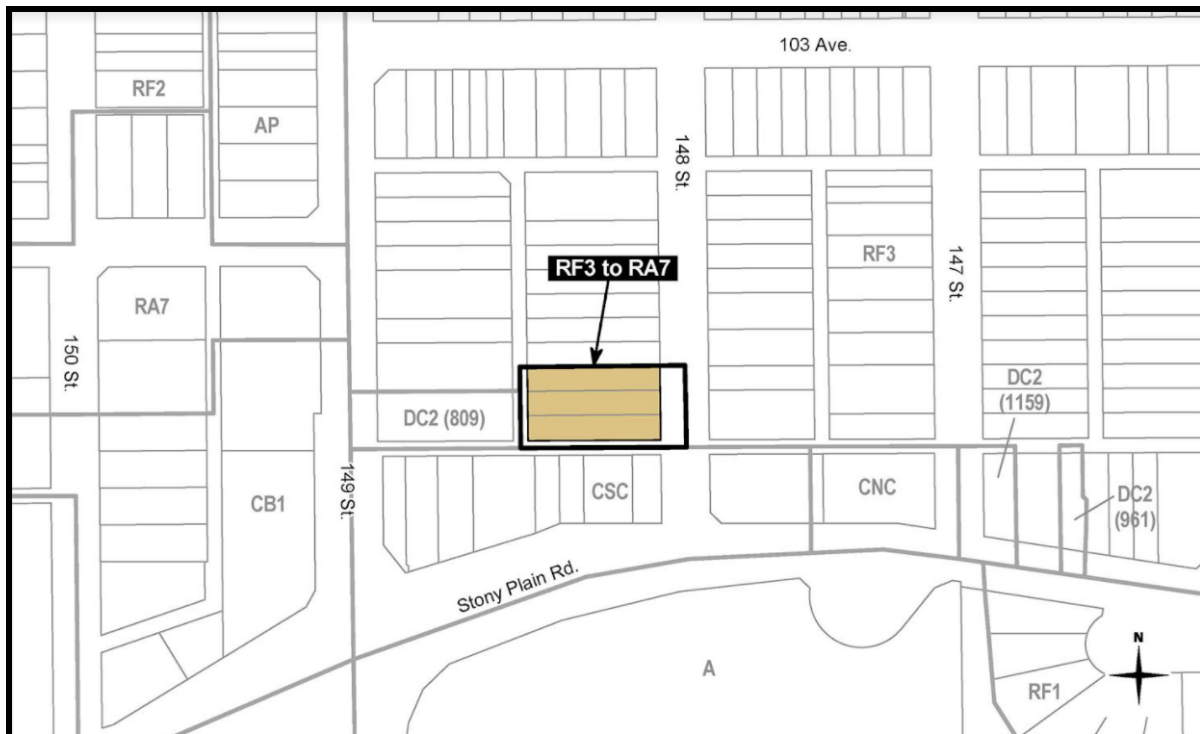 103 Ave.
RF2
AP
148 St.
RF3
147 St.
RF3 to RA7
RA7
150 St.
DC2
(1159)
DC2 (809)
149 St.
CSC
CNC
DC2
(961)
CB1
Stony Plain Rd.
A
RF1
N